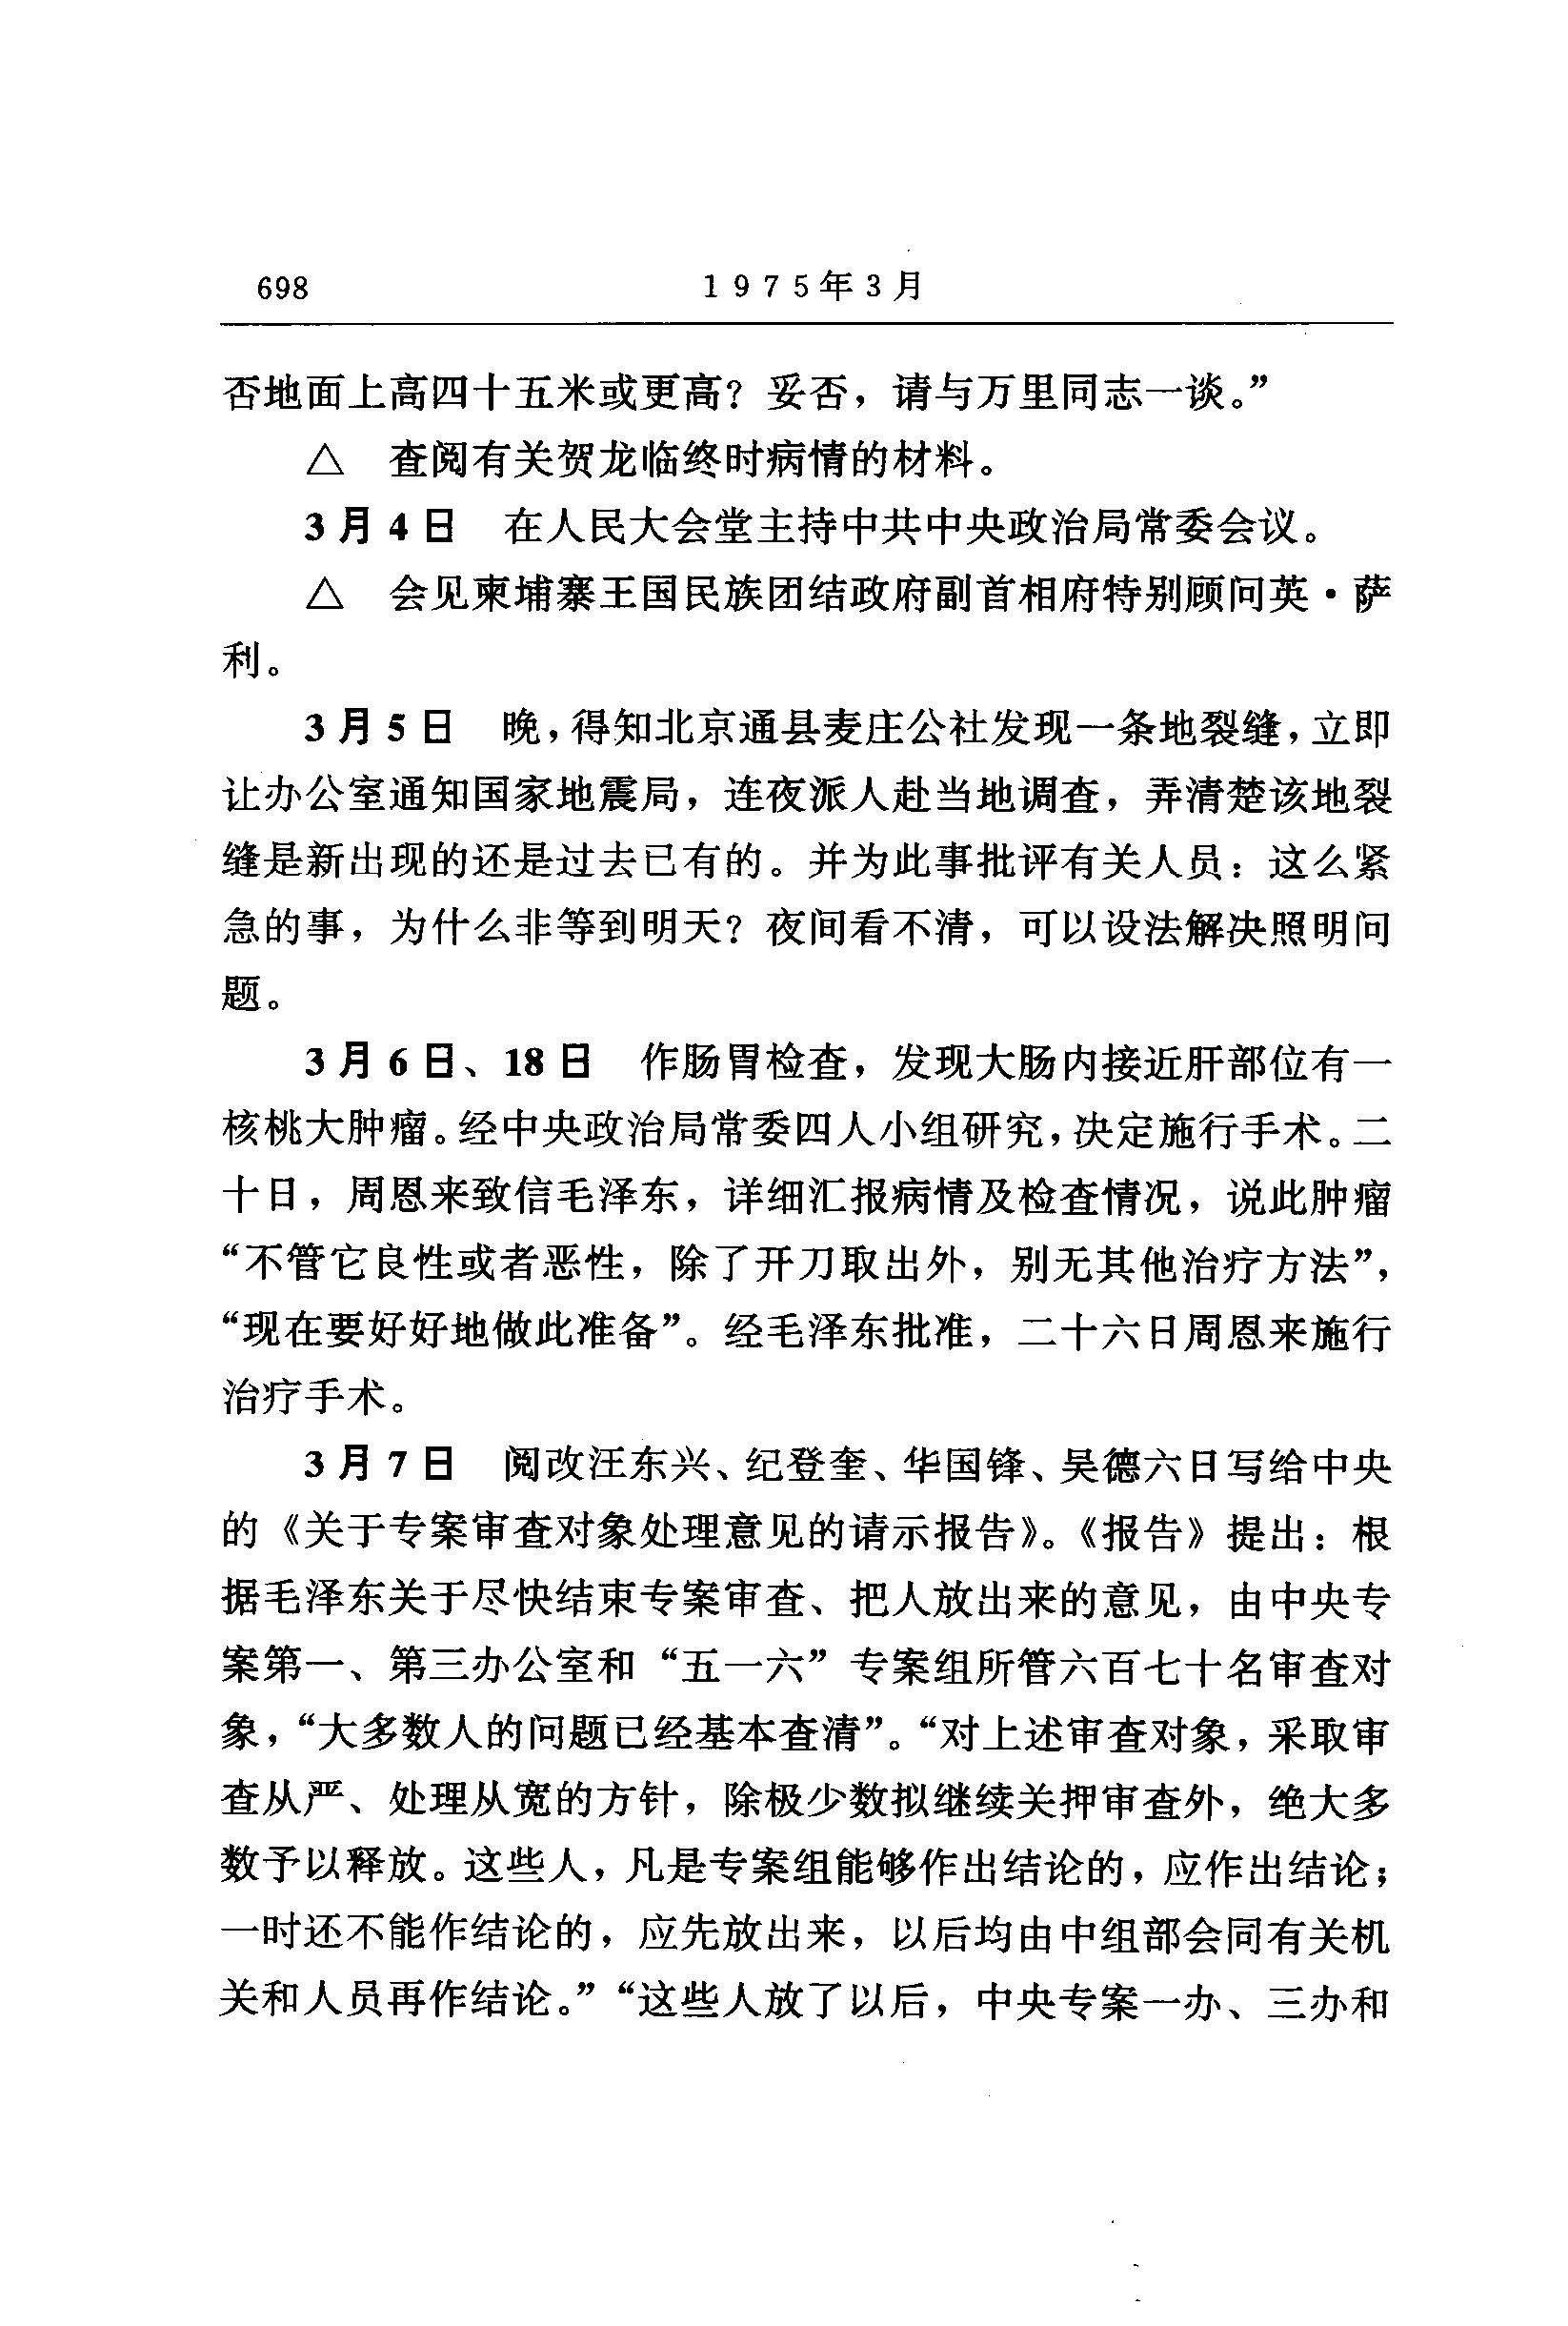 698 1975年3月
否地面上高四十五米或更高？妥否，请与万里同志一谈。”
△ 查阅有关贺龙临终时病情的材料。
3月4日 在人民大会堂主持中共中央政治局常委会议。
△ 会见柬埔寨王国民族团结政府副首相府特别顾问英·萨
利。
3月5日 晚，得知北京通县麦庄公社发现一条地裂缝，立即
让办公室通知国家地震局，连夜派人赴当地调查，弄清楚该地裂
缝是新出现的还是过去已有的。并为此事批评有关人员：这么紧
急的事，为什么非等到明天？夜间看不清，可以设法解决照明问
题。
3月6日、18日 作肠胃检查，发现大肠内接近肝部位有一
核桃大肿瘤。经中央政治局常委四人小组研究，决定施行手术。二
十日，周恩来致信毛泽东，详细汇报病情及检查情况，说此肿瘤
“不管它良性或者恶性，除了开刀取出外，别无其他治疗方法”，
“现在要好好地做此准备”。经毛泽东批准，二十六日周恩来施行
治疗手术。
3月7日 阅改汪东兴、纪登奎、华国锋、吴德六日写给中央
的《关于专案审查对象处理意见的请示报告》。《报告》提出：根
据毛泽东关于尽快结束专案审查、把人放出来的意见，由中央专
案第一、第三办公室和“五一六”专案组所管六百七十名审查对
象，“大多数人的问题已经基本查清”。“对上述审查对象，采取审
查从严、处理从宽的方针，除极少数拟继续关押审查外，绝大多
数予以释放。这些人，凡是专案组能够作出结论的，应作出结论；
一时还不能作结论的，应先放出来，以后均由中组部会同有关机
关和人员再作结论。”“这些人放了以后，中央专案一办、三办和